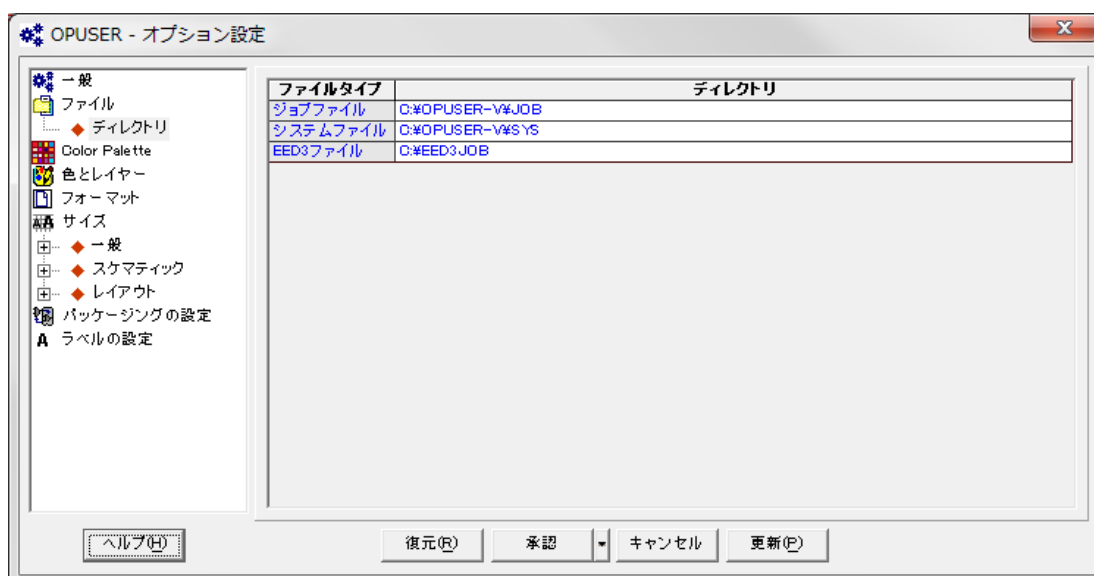 OPUSER - オプション設定
一般
ファイル
ディレクトリ
Color Palette
色とレイヤー
フォーマット
サイズ
一般
スケマティック
レイアウト
パッケージングの設定
A ラベルの設定
ファイルタイプ ディレクトリ
ジョブファイル C:¥OPUSER-V¥JOB
システムファイル C:¥OPUSER-V¥SYS
EED3ファイル C:¥EED3JOB
ヘルプ(H) 復元(R) 承認 キャンセル 更新(P)